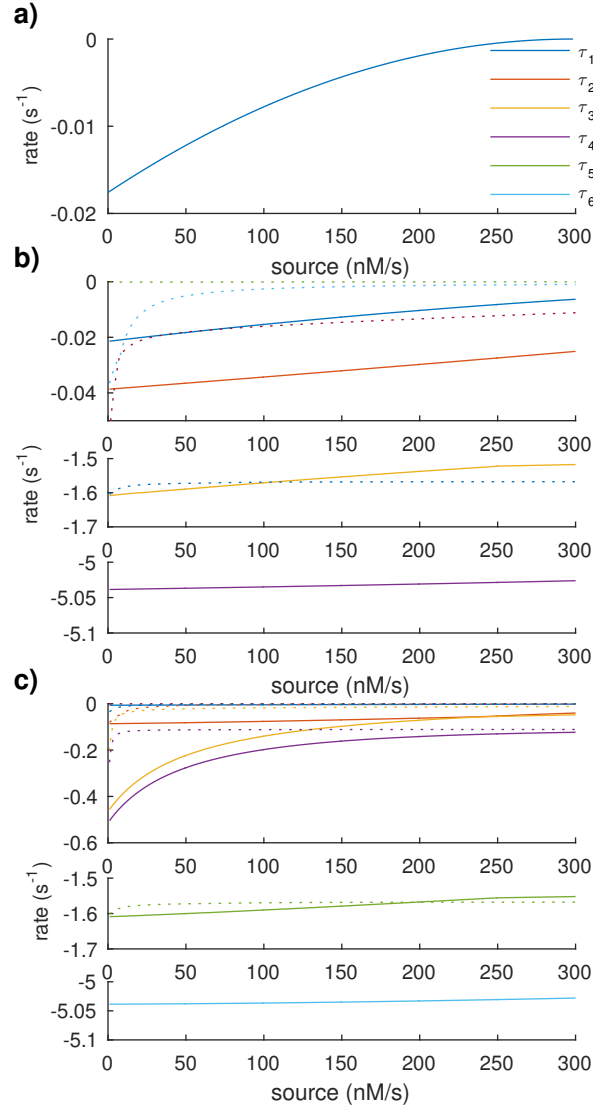 a)
rate (s⁻¹)
0
-0.01
-0.02
0 50 100 150 200 250 300
source (nM/s)
τ₁
τ₂
τ₃
τ₄
τ₅
τ₆
b)
0
-0.02
-0.04
0 50 100 150 200 250 300
rate (s⁻¹)
-1.5
-1.6
-1.7
0 50 100 150 200 250 300
-5
-5.05
-5.1
0 50 100 150 200 250 300
source (nM/s)
c)
0
-0.2
-0.4
-0.6
0 50 100 150 200 250 300
rate (s⁻¹)
-1.5
-1.6
-1.7
0 50 100 150 200 250 300
-5
-5.05
-5.1
0 50 100 150 200 250 300
source (nM/s)